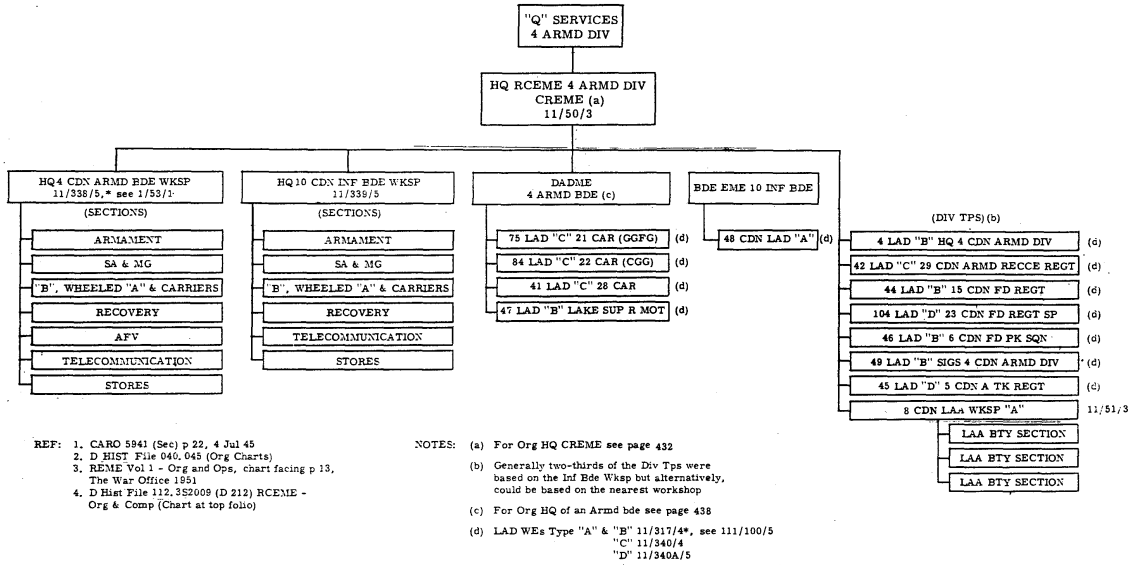 "Q" SERVICES
4 ARMD DIV
HQ RCEME 4 ARMD DIV
CREME (a)
11/50/3
HQ 4 CDN ARMD BDE WKSP
11/338/5,* see 1/53/1
(SECTIONS)
ARMAMENT
SA & MG
"B", WHEELED "A" & CARRIERS
RECOVERY
AFV
TELECOMMUNICATION
STORES
HQ 10 CDN INF BDE WKSP
11/339/5
(SECTIONS)
ARMAMENT
SA & MG
"B", WHEELED "A" & CARRIERS
RECOVERY
TELECOMMUNICATION
STORES
DADME
4 ARMD BDE (c)
75 LAD "C" 21 CAR (GGFG) (d)
84 LAD "C" 22 CAR (CGG) (d)
41 LAD "C" 28 CAR (d)
47 LAD "B" LAKE SUP R MOT (d)
BDE EME 10 INF BDE
48 CDN LAD "A" (d)
(DIV TPS) (b)
4 LAD "B" HQ 4 CDN ARMD DIV (d)
42 LAD "C" 29 CDN ARMD RECCE REGT (d)
44 LAD "B" 15 CDN FD REGT (d)
104 LAD "D" 23 CDN FD REGT SP (d)
46 LAD "B" 6 CDN FD PK SQN (d)
49 LAD "B" SIGS 4 CDN ARMD DIV (d)
45 LAD "D" 5 CDN A TK REGT (d)
8 CDN LAA WKSP "A" 11/51/3
LAA BTY SECTION
LAA BTY SECTION
LAA BTY SECTION
REF: 1. CARO 5941 (Sec) p 22, 4 Jul 45
2. D HIST File 040.045 (Org Charts)
3. REME Vol 1 - Org and Ops, chart facing p 13,
The War Office 1951
4. D Hist File 112.3S2009 (D 212) RCEME -
Org & Comp (Chart at top folio)
NOTES: (a) For Org HQ CREME see page 432
(b) Generally two-thirds of the Div Tps were
based on the Inf Bde Wksp but alternatively,
could be based on the nearest workshop
(c) For Org HQ of an Armd bde see page 438
(d) LAD WEs Type "A" & "B" 11/317/4*, see 111/100/5
"C" 11/340/4
"D" 11/340A/5